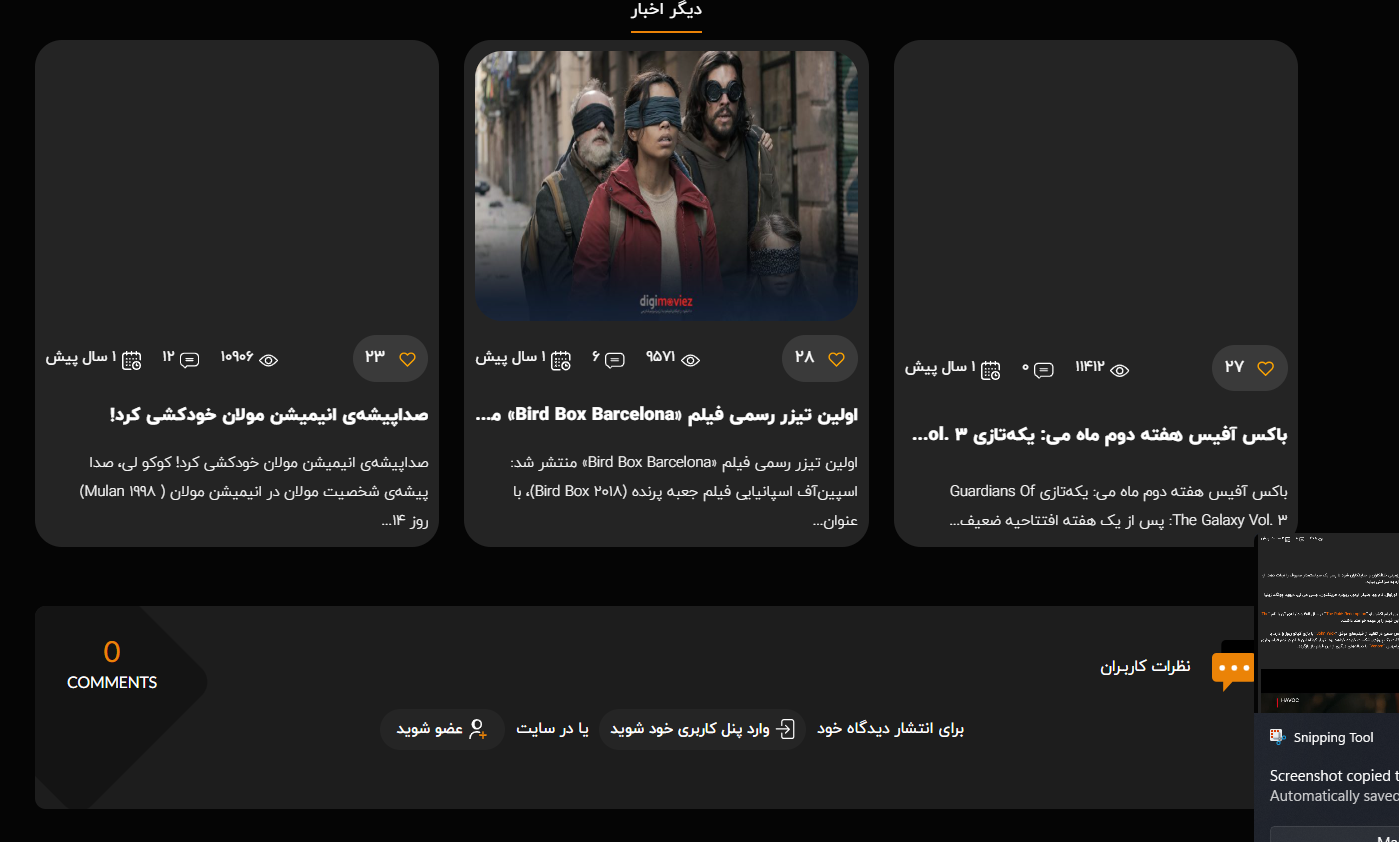 دیگر اخبار
digimoviez
۲۷
۱۱۴۱۲
۰
۱ سال پیش
باکس آفیس هفته دوم ماه می: یکه‌تازی ol. ۳...
باکس آفیس هفته دوم ماه می: یکه‌تازی Guardians Of
The Galaxy Vol. ۳: پس از یک هفته افتتاحیه ضعیف...
۲۸
۹۵۷۱
۶
۱ سال پیش
اولین تیزر رسمی فیلم «Bird Box Barcelona» مـ...
اولین تیزر رسمی فیلم «Bird Box Barcelona» منتشر شد:
اسپین‌آف اسپانیایی فیلم جعبه پرنده (Bird Box ۲۰۱۸)، با
عنوان...
۲۳
۱۰۹۰۶
۱۲
۱ سال پیش
صداپیشه‌ی انیمیشن مولان خودکشی کرد!
صداپیشه‌ی انیمیشن مولان خودکشی کرد! کوکو لی، صدا
پیشه‌ی شخصیت مولان در انیمیشن مولان ( Mulan ۱۹۹۸)
روز ۱۴...
نظرات کاربران
0
COMMENTS
برای انتشار دیدگاه خود وارد پنل کاربری خود شوید یا در سایت عضو شوید
HAVOC
Snipping Tool
Screenshot copied t
Automatically saved